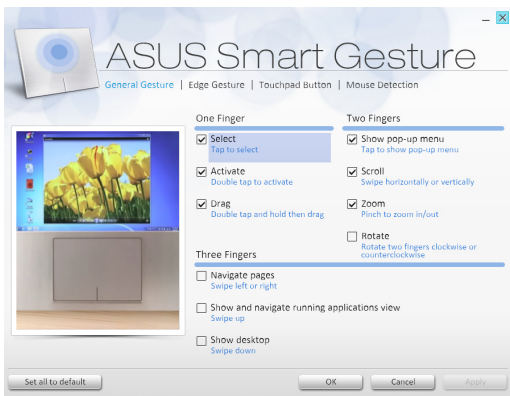 ASUS Smart Gesture
General Gesture | Edge Gesture | Touchpad Button | Mouse Detection
One Finger
Select
Tap to select
Activate
Double tap to activate
Drag
Double tap and hold then drag
Two Fingers
Show pop-up menu
Tap to show pop-up menu
Scroll
Swipe horizontally or vertically
Zoom
Pinch to zoom in/out
Rotate
Rotate two fingers clockwise or
counterclockwise
Three Fingers
Navigate pages
Swipe left or right
Show and navigate running applications view
Swipe up
Show desktop
Swipe down
Set all to default
OK
Cancel
Apply